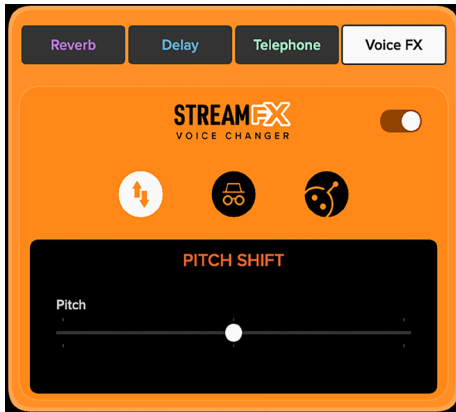 Reverb
Delay
Telephone
Voice FX
STREAMFX
VOICE CHANGER
PITCH SHIFT
Pitch